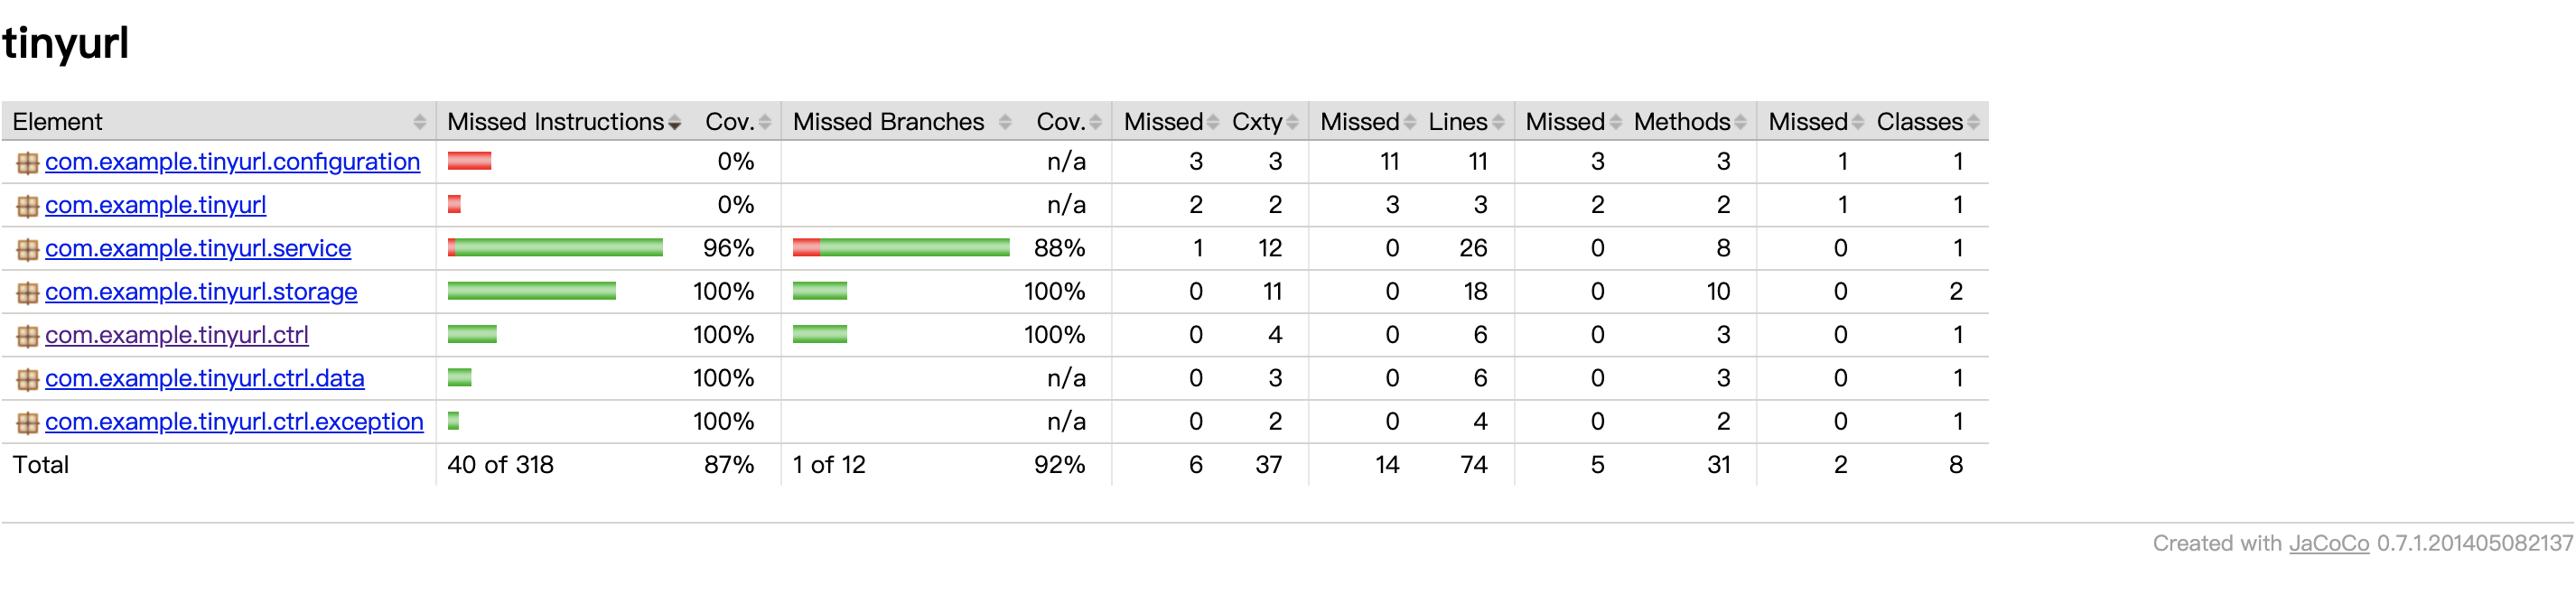 tinyurl
Element Missed Instructions Cov. Missed Branches Cov. Missed Cxty Missed Lines Missed Methods Missed Classes
com.example.tinyurl.configuration 0% n/a 3 3 11 11 3 3 1 1
com.example.tinyurl 0% n/a 2 2 3 3 2 2 1 1
com.example.tinyurl.service 96% 88% 1 12 0 26 0 8 0 1
com.example.tinyurl.storage 100% 100% 0 11 0 18 0 10 0 2
com.example.tinyurl.ctrl 100% 100% 0 4 0 6 0 3 0 1
com.example.tinyurl.ctrl.data 100% n/a 0 3 0 6 0 3 0 1
com.example.tinyurl.ctrl.exception 100% n/a 0 2 0 4 0 2 0 1
Total 40 of 318 87% 1 of 12 92% 6 37 14 74 5 31 2 8
Created with JaCoCo 0.7.1.201405082137